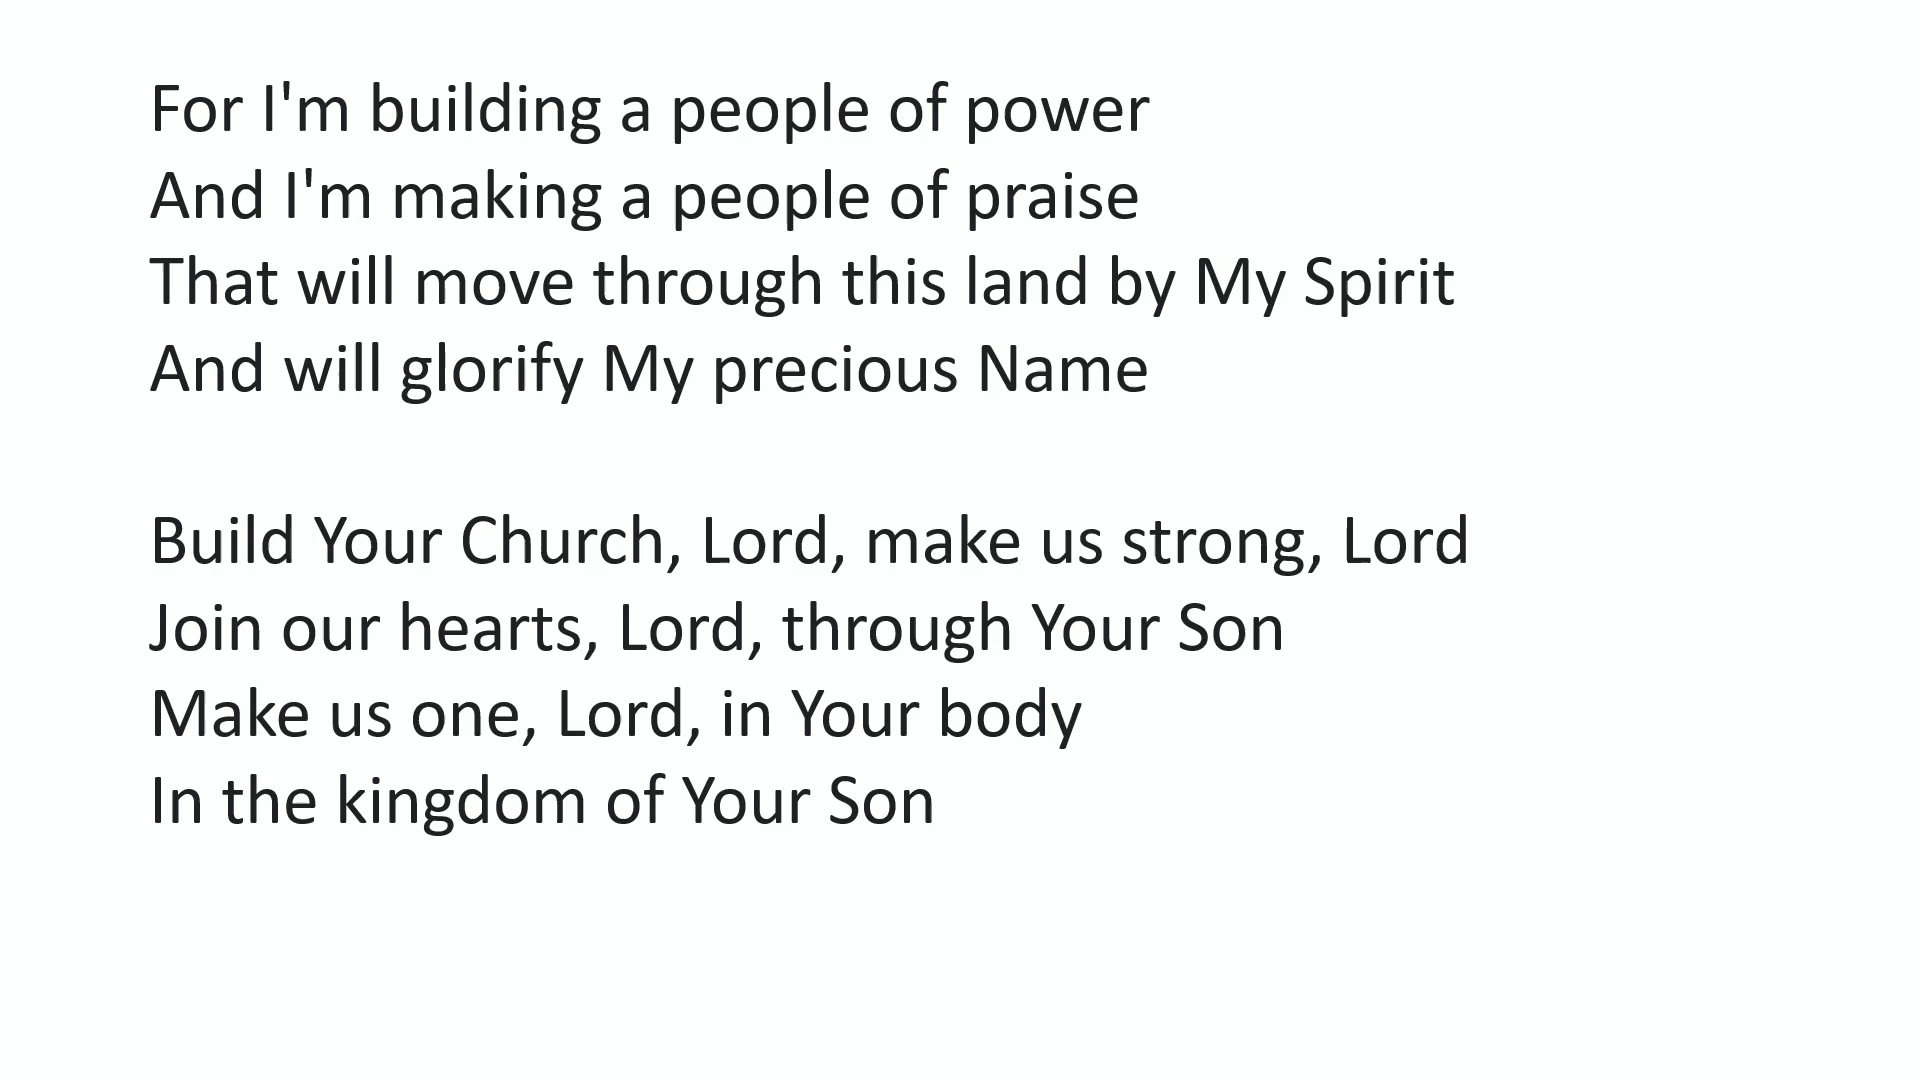 For I'm building a people of power
And I'm making a people of praise
That will move through this land by My Spirit
And will glorify My precious Name

Build Your Church, Lord, make us strong, Lord
Join our hearts, Lord, through Your Son
Make us one, Lord, in Your body
In the kingdom of Your Son